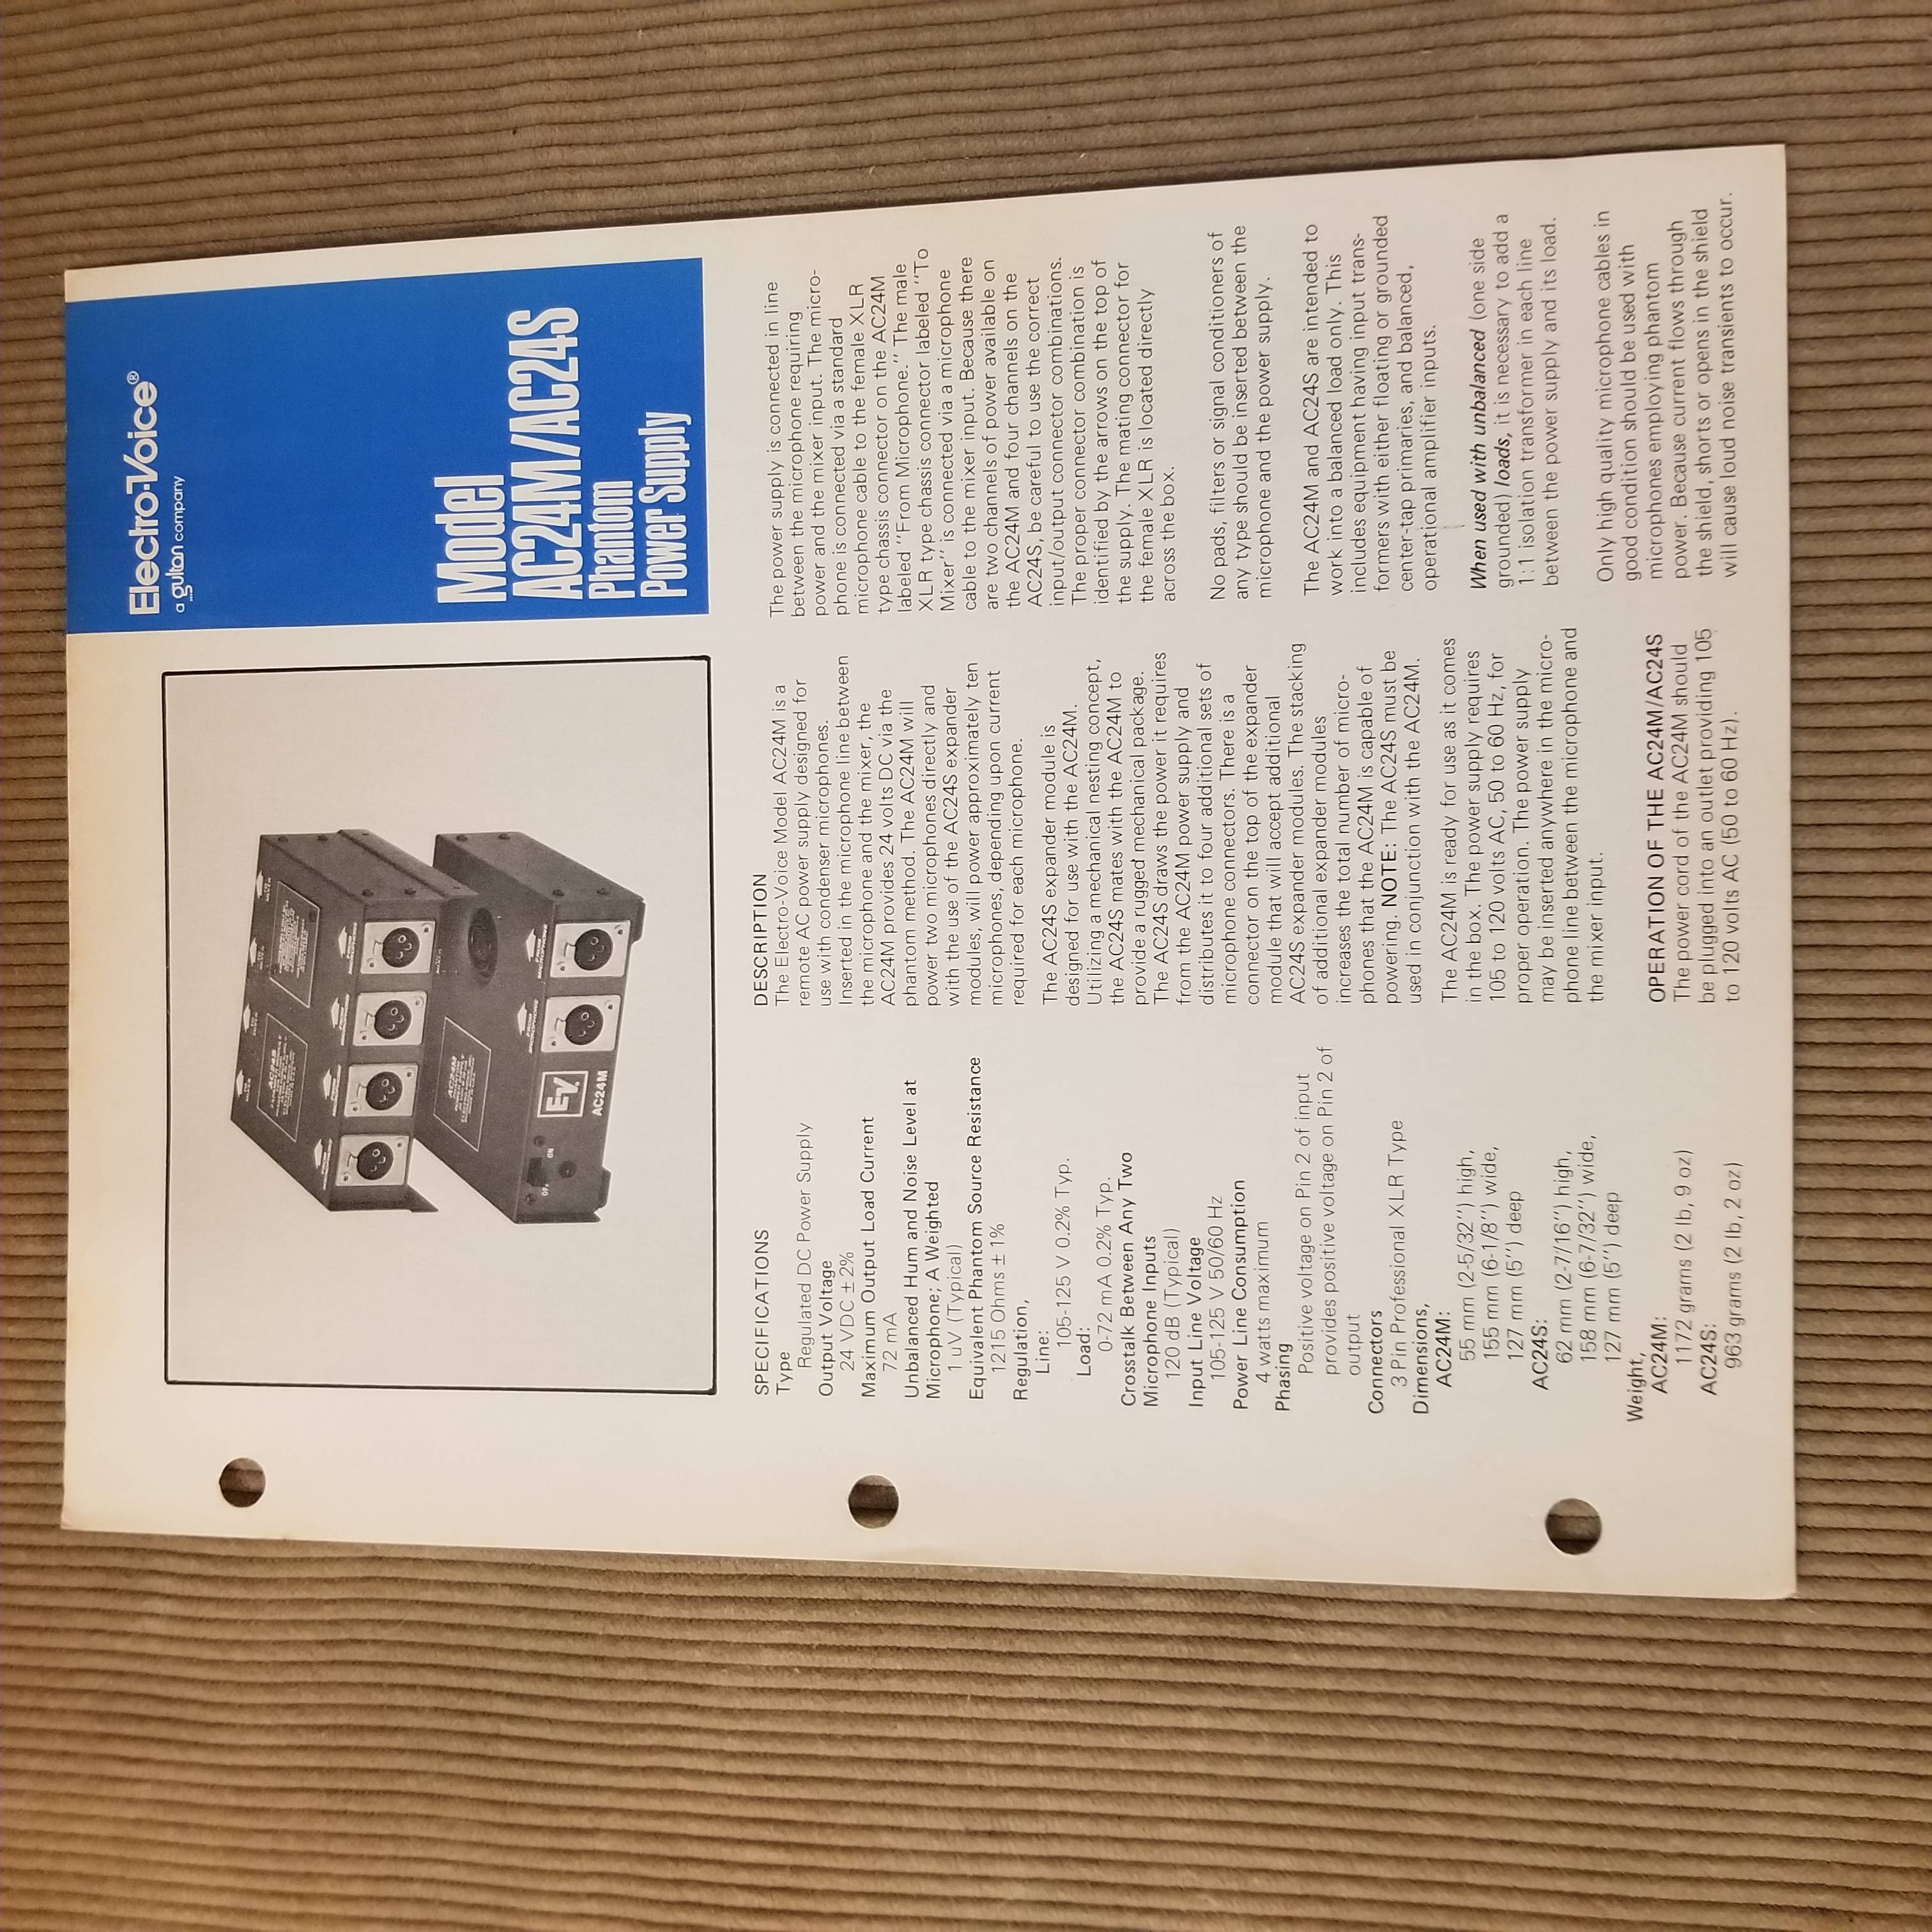 Electro-Voice®
a gulton company
Model
AC24M/AC24S
Phantom
Power Supply
AC24S
AC24M
EV
OFF
ON
AC24M
SPECIFICATIONS
Type
Regulated DC Power Supply
Output Voltage
24 VDC ± 2%
Maximum Output Load Current
72 mA
Unbalanced Hum and Noise Level at
Microphone; A Weighted
1 uV (Typical)
Equivalent Phantom Source Resistance
1215 Ohms ± 1%
Regulation,
Line:
105-125 V 0.2% Typ.
Load:
0-72 mA 0.2% Typ.
Crosstalk Between Any Two
Microphone Inputs
120 dB (Typical)
Input Line Voltage
105-125 V 50/60 Hz
Power Line Consumption
4 watts maximum
Phasing
Positive voltage on Pin 2 of input
provides positive voltage on Pin 2 of
output
Connectors
3 Pin Professional XLR Type
Dimensions,
AC24M:
55 mm (2-5/32'') high,
155 mm (6-1/8'') wide,
127 mm (5'') deep
AC24S:
62 mm (2-7/16'') high,
158 mm (6-7/32'') wide,
127 mm (5'') deep
Weight,
AC24M:
1172 grams (2 lb, 9 oz)
AC24S:
963 grams (2 lb, 2 oz)
DESCRIPTION
The Electro-Voice Model AC24M is a
remote AC power supply designed for
use with condenser microphones.
Inserted in the microphone line between
the microphone and the mixer, the
AC24M provides 24 volts DC via the
phantom method. The AC24M will
power two microphones directly and
with the use of the AC24S expander
modules, will power approximately ten
microphones, depending upon current
required for each microphone.
The AC24S expander module is
designed for use with the AC24M.
Utilizing a mechanical nesting concept,
the AC24S mates with the AC24M to
provide a rugged mechanical package.
The AC24S draws the power it requires
from the AC24M power supply and
distributes it to four additional sets of
microphone connectors. There is a
connector on the top of the expander
module that will accept additional
AC24S expander modules. The stacking
of additional expander modules
increases the total number of micro-
phones that the AC24M is capable of
powering. NOTE: The AC24S must be
used in conjunction with the AC24M.
The AC24M is ready for use as it comes
in the box. The power supply requires
105 to 120 volts AC, 50 to 60 Hz, for
proper operation. The power supply
may be inserted anywhere in the micro-
phone line between the microphone and
the mixer input.
OPERATION OF THE AC24M/AC24S
The power cord of the AC24M should
be plugged into an outlet providing 105
to 120 volts AC (50 to 60 Hz).
The power supply is connected in line
between the microphone requiring
power and the mixer input. The micro-
phone is connected via a standard
microphone cable to the female XLR
type chassis connector on the AC24M
labeled ''From Microphone.'' The male
XLR type chassis connector labeled ''To
Mixer'' is connected via a microphone
cable to the mixer input. Because there
are two channels of power available on
the AC24M and four channels on the
AC24S, be careful to use the correct
input/output connector combinations.
The proper connector combination is
identified by the arrows on the top of
the supply. The mating connector for
the female XLR is located directly
across the box.
No pads, filters or signal conditioners of
any type should be inserted between the
microphone and the power supply.
The AC24M and AC24S are intended to
work into a balanced load only. This
includes equipment having input trans-
formers with either floating or grounded
center-tap primaries, and balanced,
operational amplifier inputs.
When used with unbalanced (one side
grounded) loads, it is necessary to add a
1:1 isolation transformer in each line
between the power supply and its load.
Only high quality microphone cables in
good condition should be used with
microphones employing phantom
power. Because current flows through
the shield, shorts or opens in the shield
will cause loud noise transients to occur.